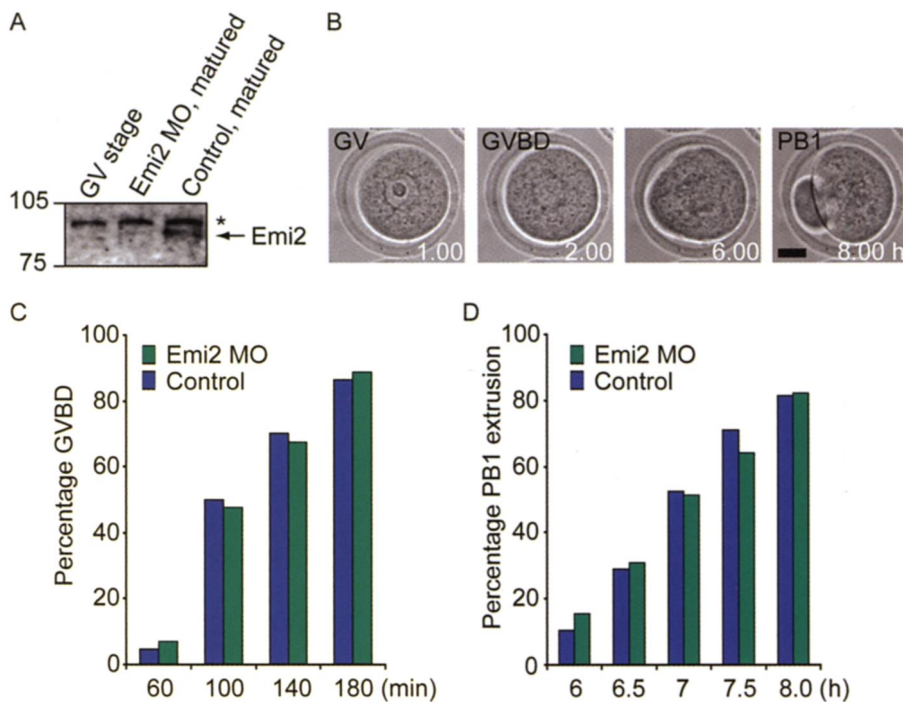 A
GV stage
Emi2 MO, matured
Control, matured
105
75
*
Emi2
B
GV
1.00
GVBD
2.00
6.00
PB1
8.00 h
C
Percentage GVBD
100
80
60
40
20
0
Emi2 MO
Control
60 100 140 180 (min)
D
Percentage PB1 extrusion
100
80
60
40
20
0
Emi2 MO
Control
6 6.5 7 7.5 8.0 (h)